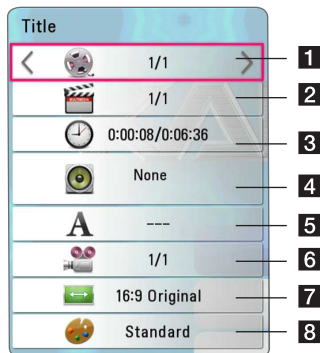 Title
1/1 1
1/1 2
0:00:08/0:06:36 3
None 4
A --- 5
1/1 6
16:9 Original 7
Standard 8